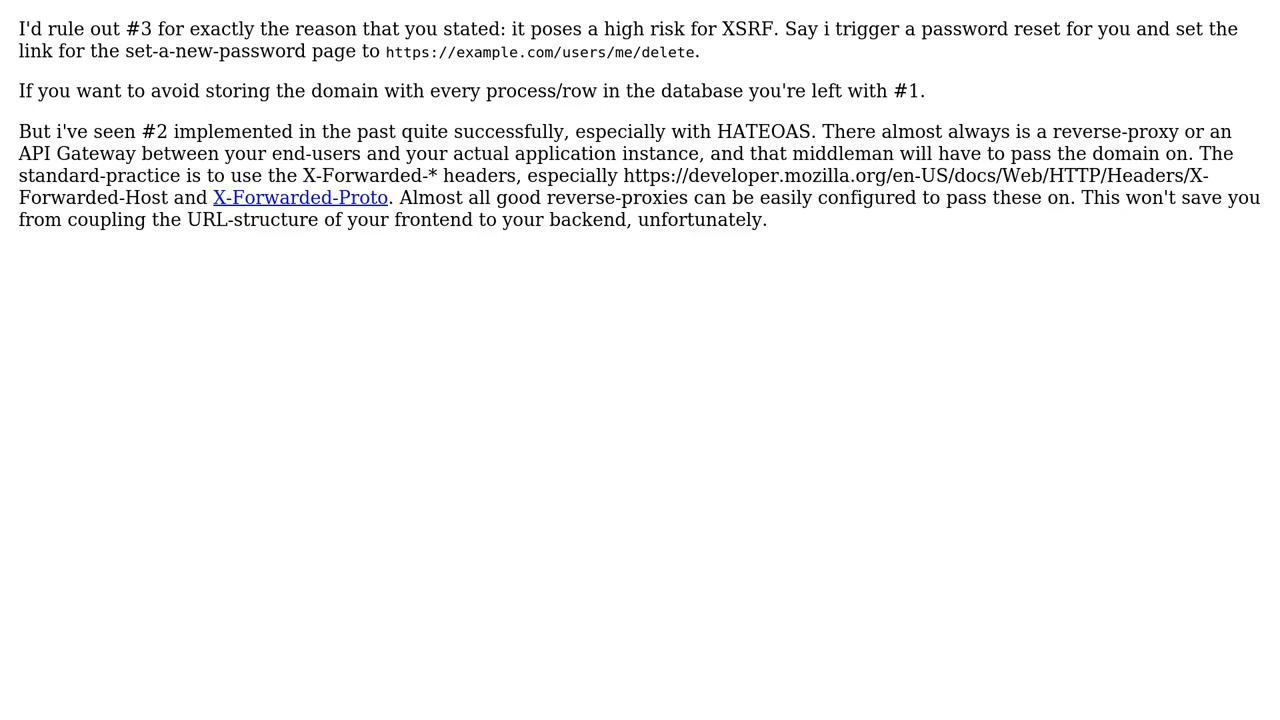 I'd rule out #3 for exactly the reason that you stated: it poses a high risk for XSRF. Say i trigger a password reset for you and set the
link for the set-a-new-password page to https://example.com/users/me/delete.
If you want to avoid storing the domain with every process/row in the database you're left with #1.
But i've seen #2 implemented in the past quite successfully, especially with HATEOAS. There almost always is a reverse-proxy or an
API Gateway between your end-users and your actual application instance, and that middleman will have to pass the domain on. The
standard-practice is to use the X-Forwarded-* headers, especially https://developer.mozilla.org/en-US/docs/Web/HTTP/Headers/X-
Forwarded-Host and X-Forwarded-Proto. Almost all good reverse-proxies can be easily configured to pass these on. This won't save you
from coupling the URL-structure of your frontend to your backend, unfortunately.